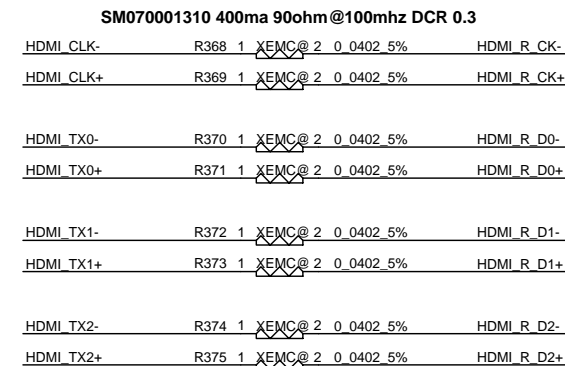 SM070001310 400ma 90ohm@100mhz DCR 0.3
HDMI_CLK- R368 1 XEMC@ 2 0_0402_5% HDMI_R_CK-
HDMI_CLK+ R369 1 XEMC@ 2 0_0402_5% HDMI_R_CK+
HDMI_TX0- R370 1 XEMC@ 2 0_0402_5% HDMI_R_D0-
HDMI_TX0+ R371 1 XEMC@ 2 0_0402_5% HDMI_R_D0+
HDMI_TX1- R372 1 XEMC@ 2 0_0402_5% HDMI_R_D1-
HDMI_TX1+ R373 1 XEMC@ 2 0_0402_5% HDMI_R_D1+
HDMI_TX2- R374 1 XEMC@ 2 0_0402_5% HDMI_R_D2-
HDMI_TX2+ R375 1 XEMC@ 2 0_0402_5% HDMI_R_D2+